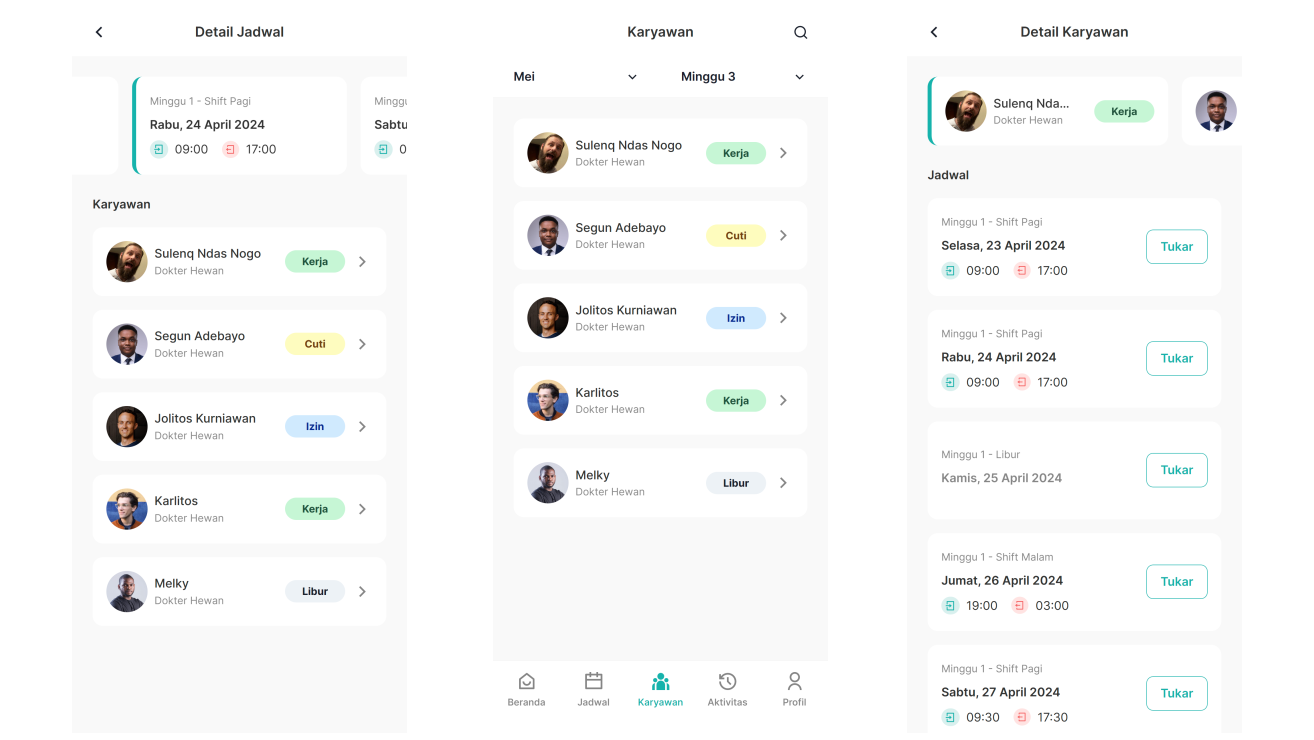 Detail Jadwal
Minggu 1 - Shift Pagi
Rabu, 24 April 2024
09:00 17:00
Minggu
Sabtu
0
Karyawan
Sulenq Ndas Nogo
Dokter Hewan
Kerja
Segun Adebayo
Dokter Hewan
Cuti
Jolitos Kurniawan
Dokter Hewan
Izin
Karlitos
Dokter Hewan
Kerja
Melky
Dokter Hewan
Libur
Karyawan
Mei
Minggu 3
Sulenq Ndas Nogo
Dokter Hewan
Kerja
Segun Adebayo
Dokter Hewan
Cuti
Jolitos Kurniawan
Dokter Hewan
Izin
Karlitos
Dokter Hewan
Kerja
Melky
Dokter Hewan
Libur
Beranda
Jadwal
Karyawan
Aktivitas
Profil
Detail Karyawan
Sulenq Nda...
Dokter Hewan
Kerja
Jadwal
Minggu 1 - Shift Pagi
Selasa, 23 April 2024
09:00 17:00
Tukar
Minggu 1 - Shift Pagi
Rabu, 24 April 2024
09:00 17:00
Tukar
Minggu 1 - Libur
Kamis, 25 April 2024
Tukar
Minggu 1 - Shift Malam
Jumat, 26 April 2024
19:00 03:00
Tukar
Minggu 1 - Shift Pagi
Sabtu, 27 April 2024
09:30 17:30
Tukar